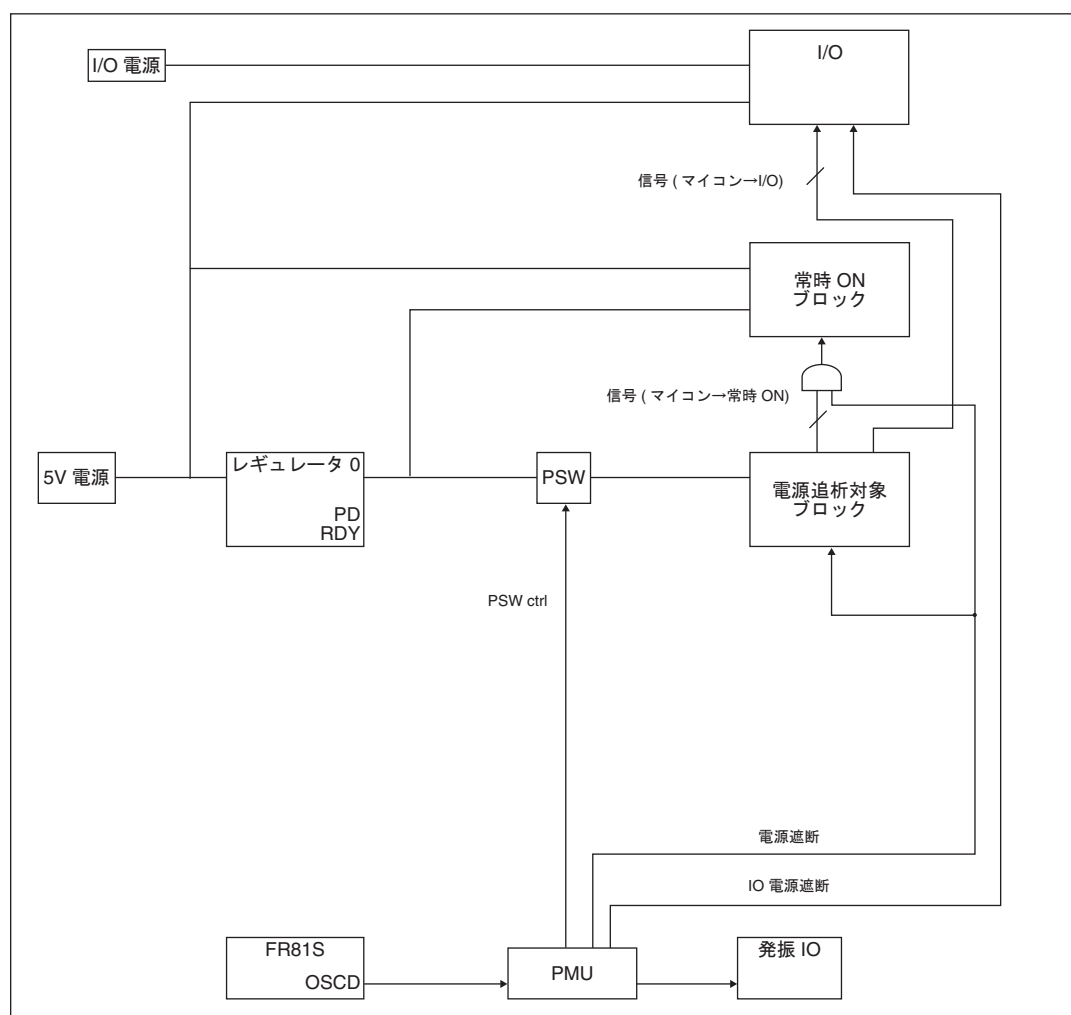 I/O 電源
I/O
信号 ( マイコン→I/O)
常時 ON
ブロック
信号 ( マイコン→常時 ON)
5V 電源
レギュレータ 0
PD
RDY
PSW
電源追析対象
ブロック
PSW ctrl
電源遮断
IO 電源遮断
FR81S
OSCD
PMU
発振 IO